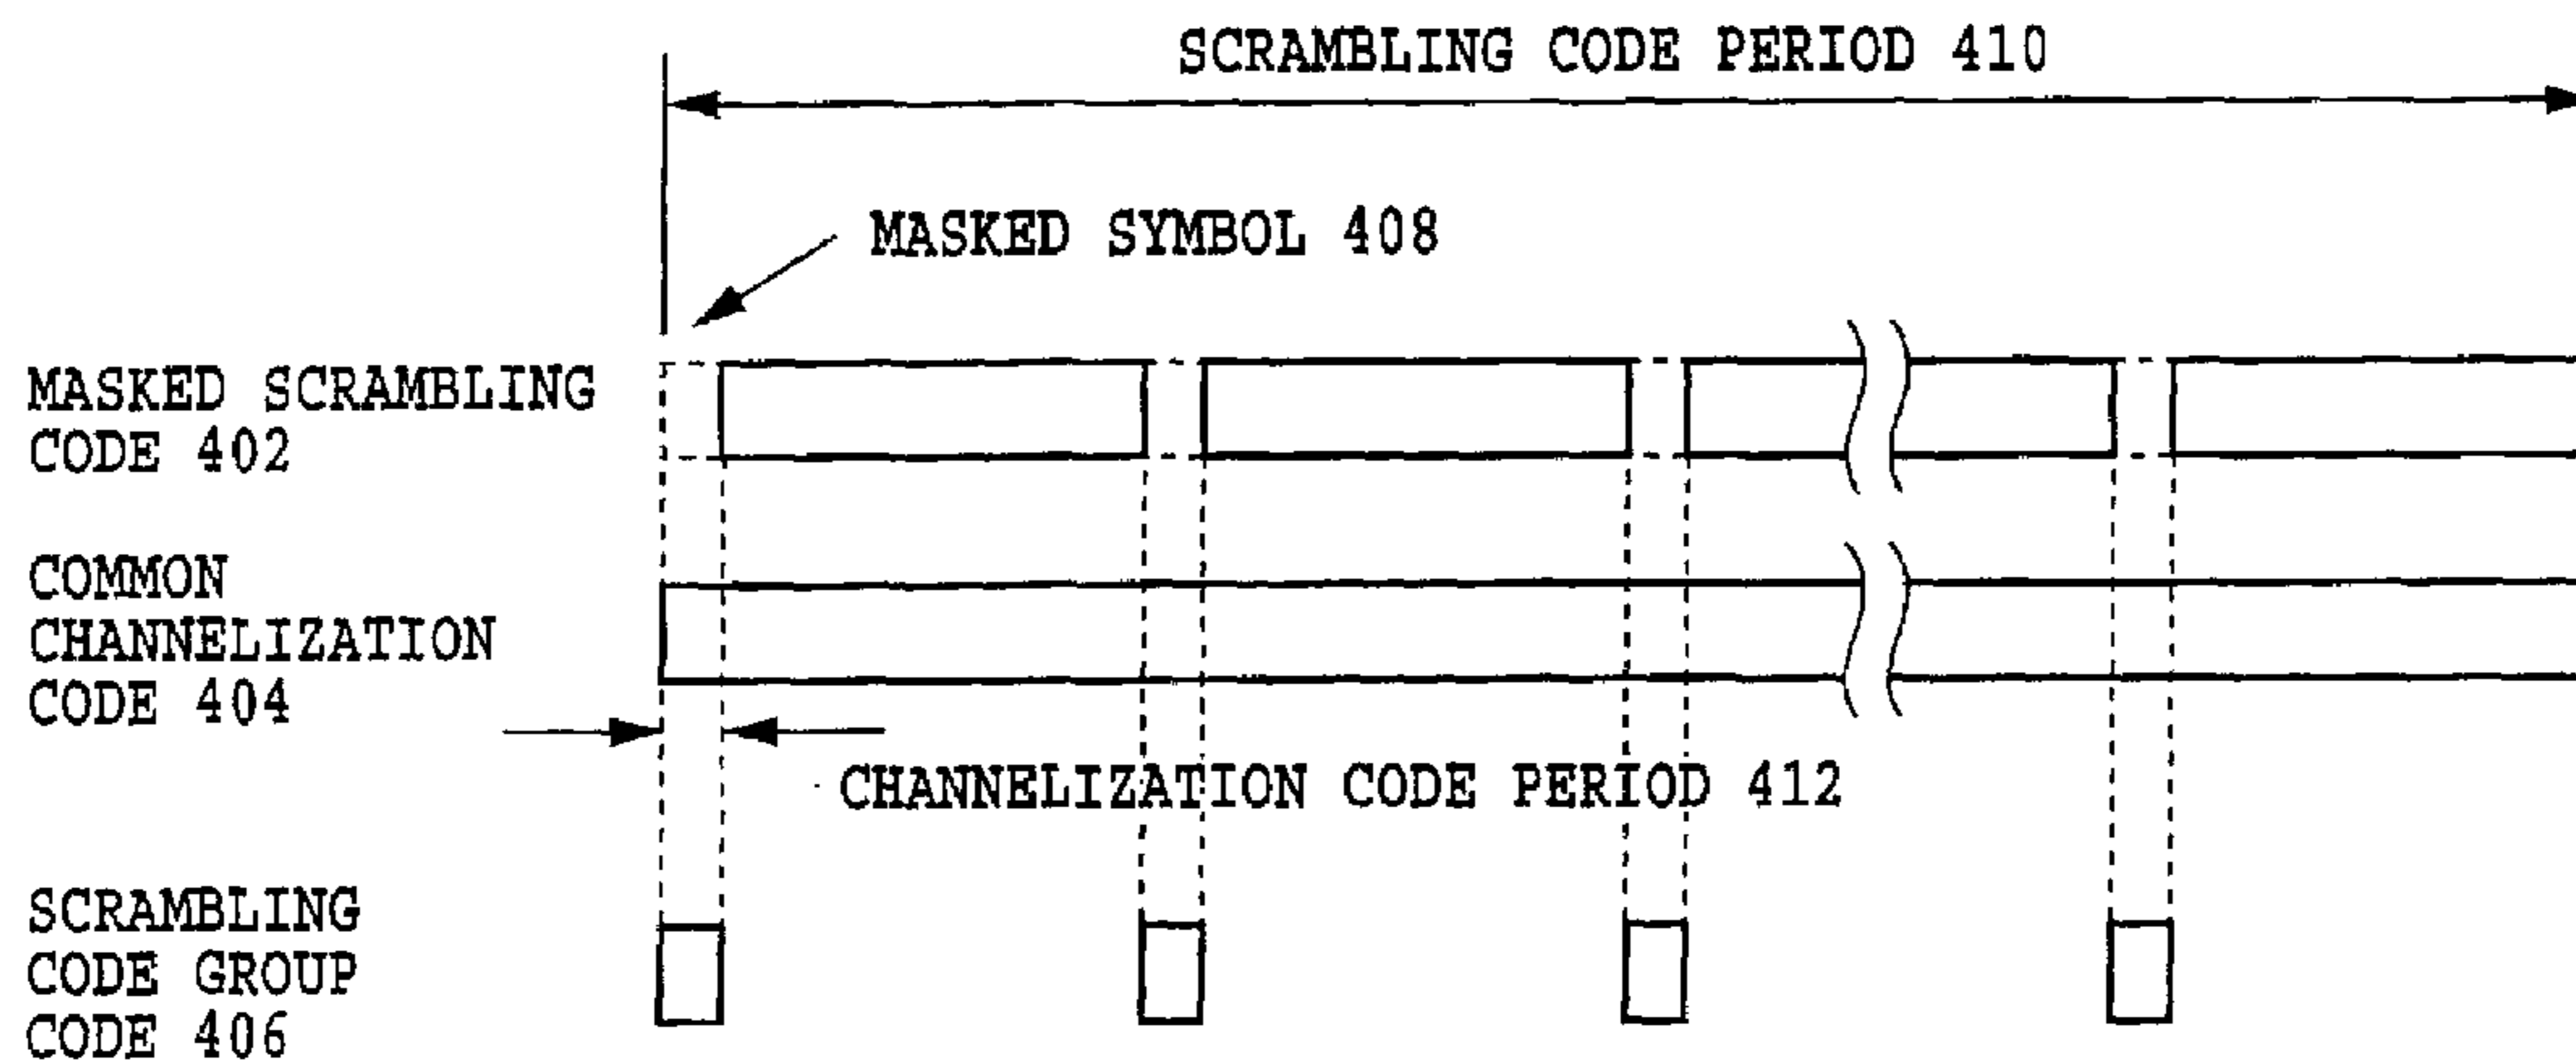 SCRAMBLING CODE PERIOD 410
MASKED SYMBOL 408
MASKED SCRAMBLING
CODE 402
COMMON
CHANNELIZATION
CODE 404
CHANNELIZATION CODE PERIOD 412
SCRAMBLING
CODE GROUP
CODE 406